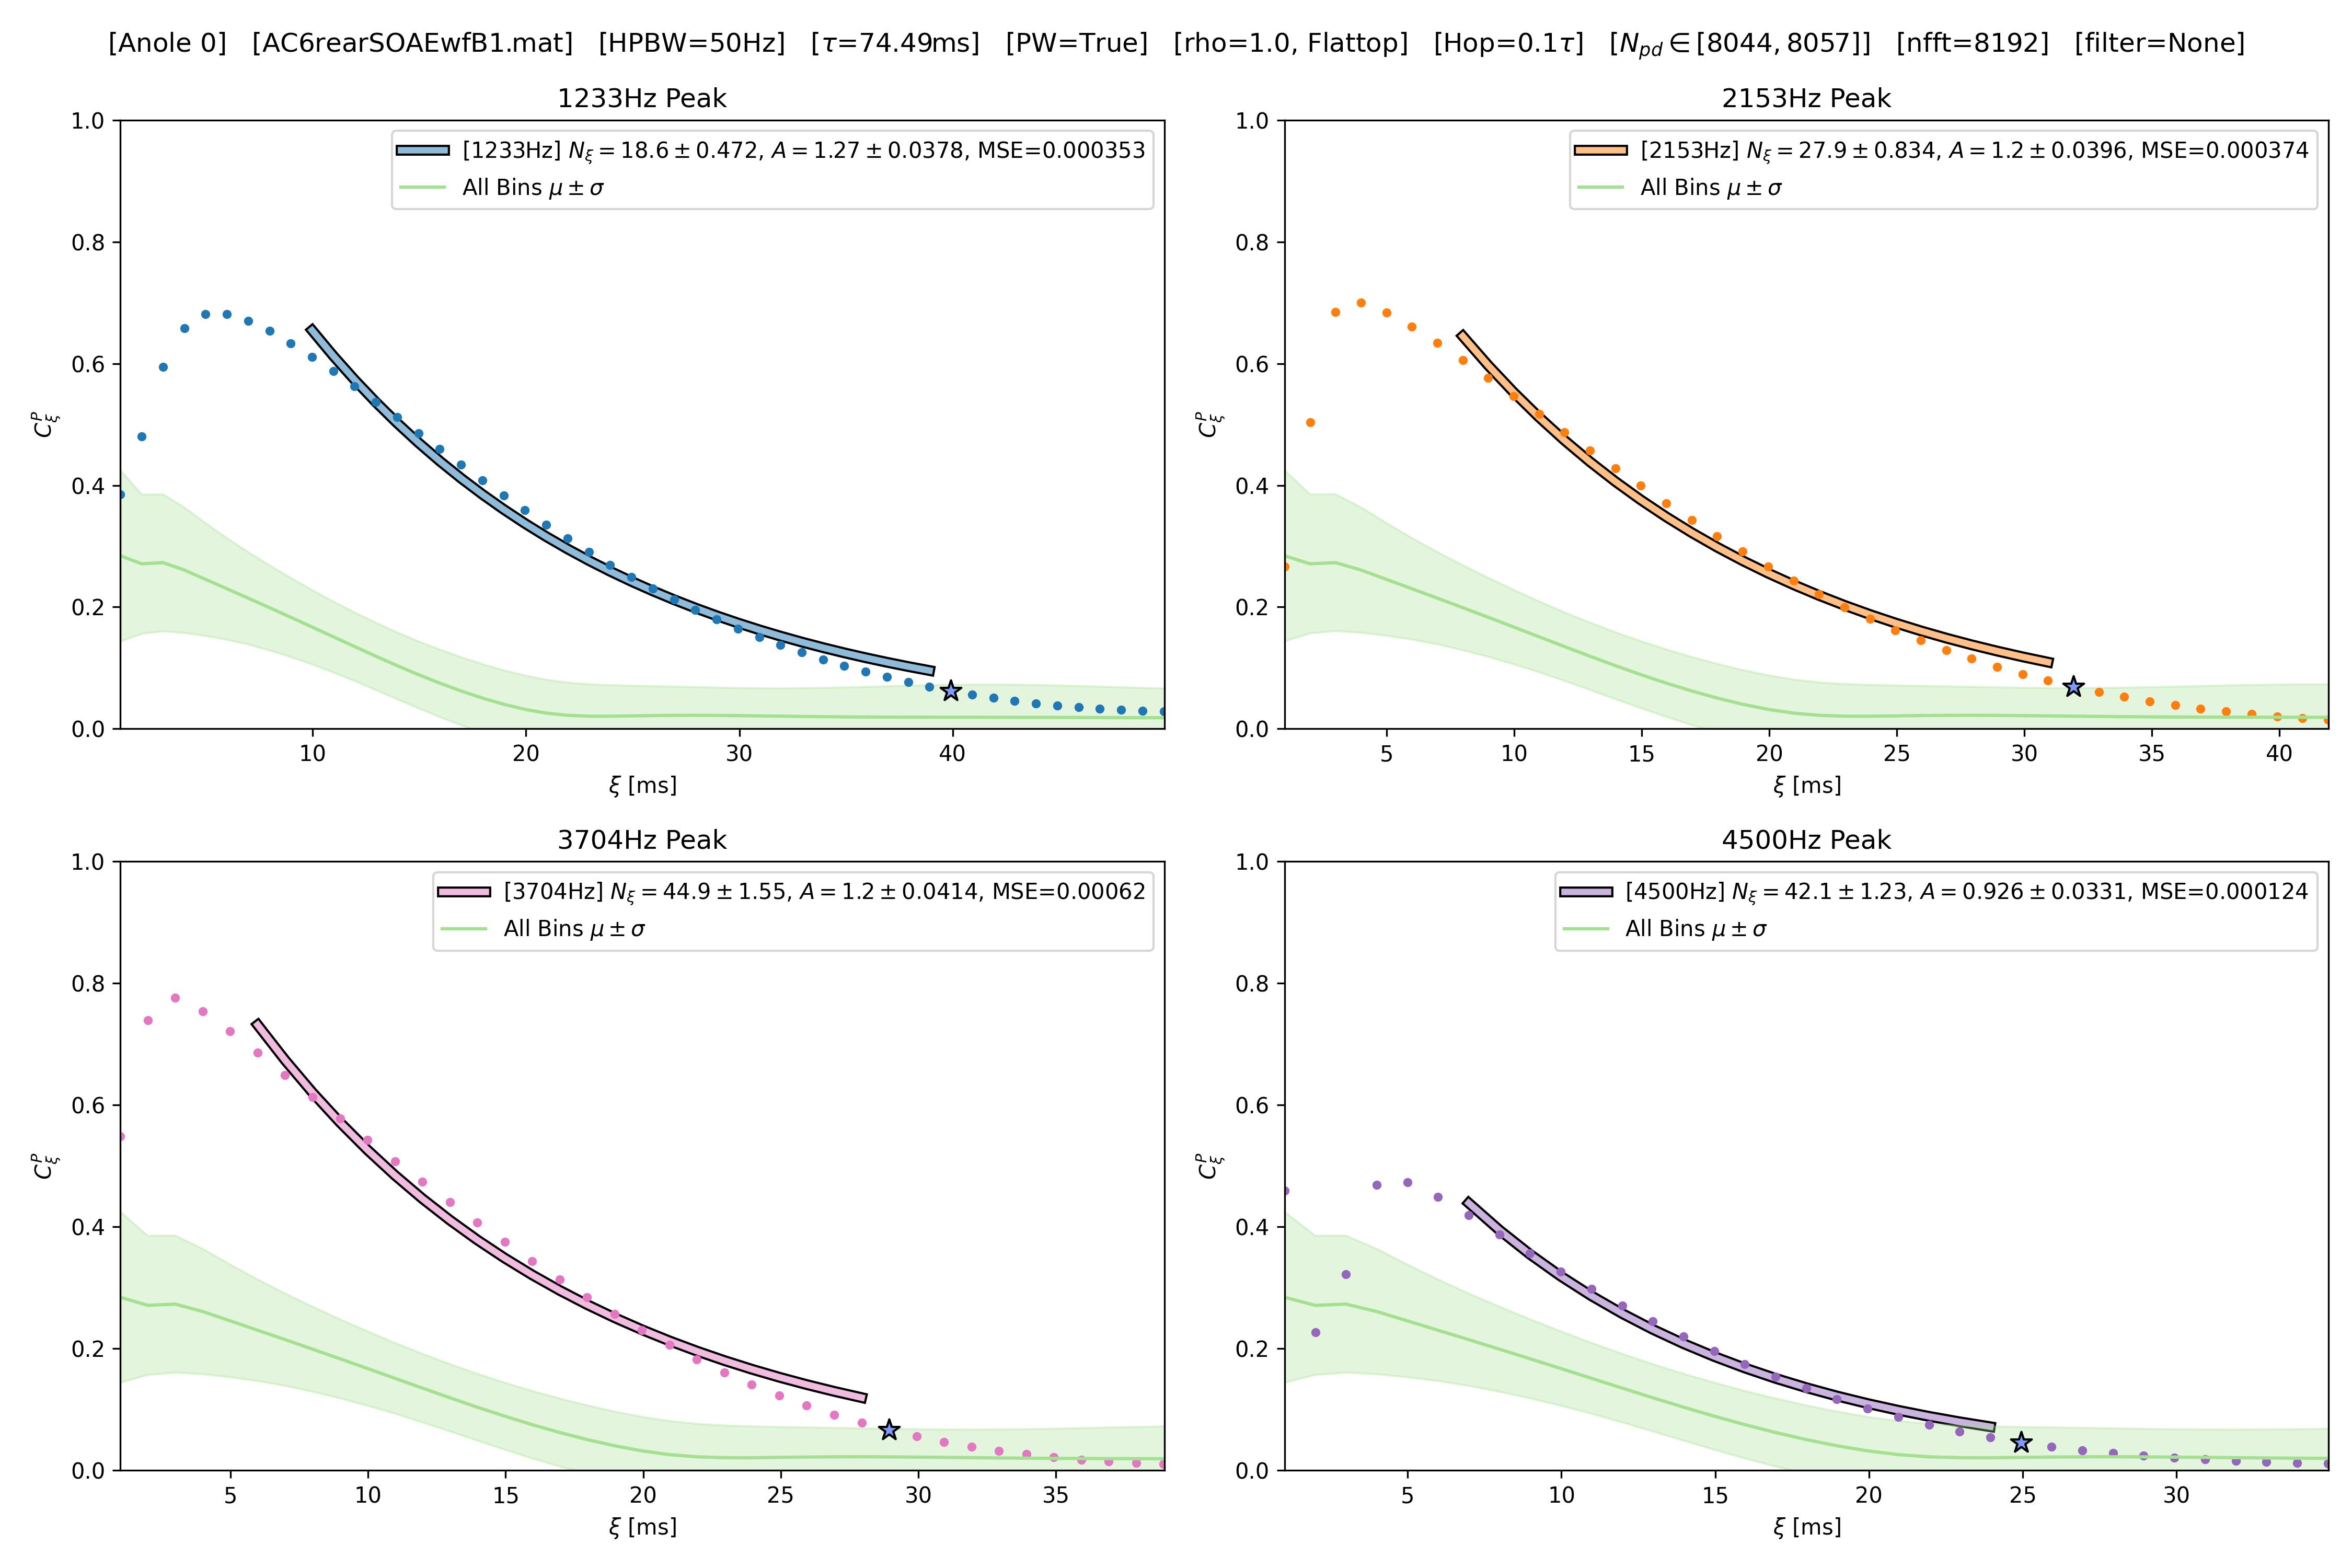 [Anole 0] [AC6rearSOAEwfB1.mat] [HPBW=50Hz] [τ=74.49ms] [PW=True] [rho=1.0, Flattop] [Hop=0.1τ] [N_pd ∈ [8044, 8057]] [nfft=8192] [filter=None]
1233Hz Peak
[1233Hz] N_ξ = 18.6 ± 0.472, A = 1.27 ± 0.0378, MSE=0.000353
All Bins μ ± σ
1.0
0.8
0.6
0.4
0.2
0.0
C_ξ^P
10 20 30 40
ξ [ms]
2153Hz Peak
[2153Hz] N_ξ = 27.9 ± 0.834, A = 1.2 ± 0.0396, MSE=0.000374
All Bins μ ± σ
1.0
0.8
0.6
0.4
0.2
0.0
C_ξ^P
5 10 15 20 25 30 35 40
ξ [ms]
3704Hz Peak
[3704Hz] N_ξ = 44.9 ± 1.55, A = 1.2 ± 0.0414, MSE=0.00062
All Bins μ ± σ
1.0
0.8
0.6
0.4
0.2
0.0
C_ξ^P
5 10 15 20 25 30 35
ξ [ms]
4500Hz Peak
[4500Hz] N_ξ = 42.1 ± 1.23, A = 0.926 ± 0.0331, MSE=0.000124
All Bins μ ± σ
1.0
0.8
0.6
0.4
0.2
0.0
C_ξ^P
5 10 15 20 25 30
ξ [ms]